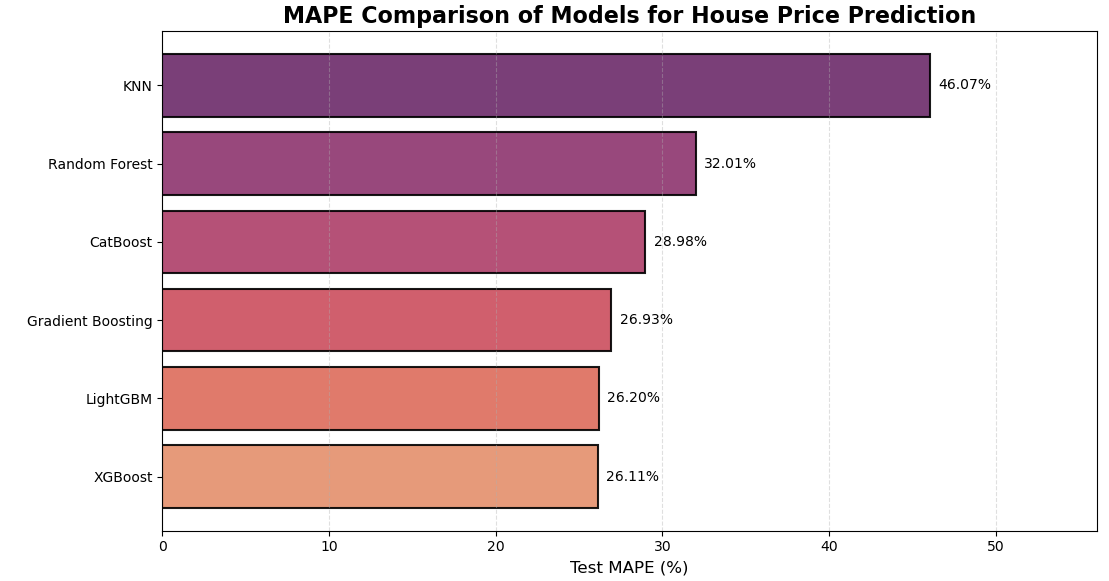 MAPE Comparison of Models for House Price Prediction
KNN 46.07%
Random Forest 32.01%
CatBoost 28.98%
Gradient Boosting 26.93%
LightGBM 26.20%
XGBoost 26.11%
0 10 20 30 40 50
Test MAPE (%)